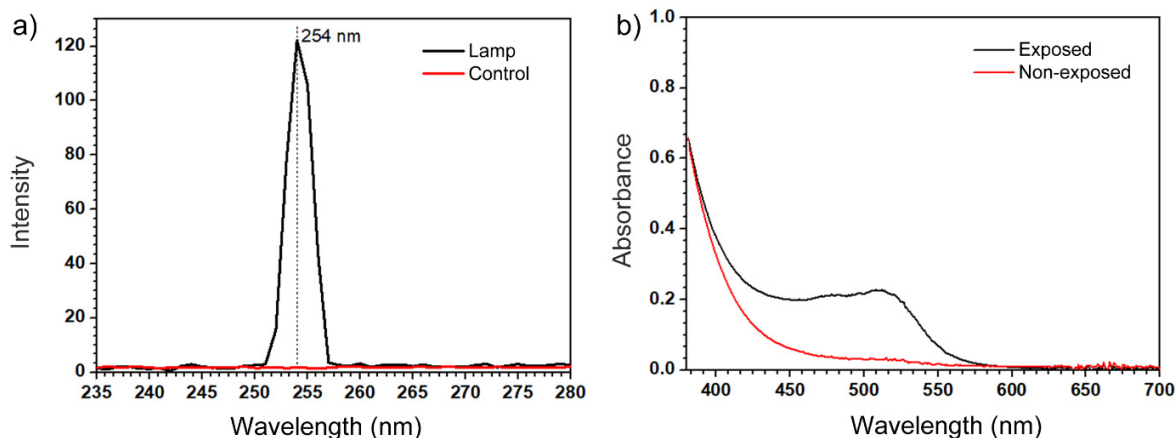 a)
254 nm
Lamp
Control
120
100
80
60
40
20
0
235 240 245 250 255 260 265 270 275 280
Wavelength (nm)
Intensity
b)
Exposed
Non-exposed
1.0
0.8
0.6
0.4
0.2
0.0
400 450 500 550 600 650 700
Wavelength (nm)
Absorbance